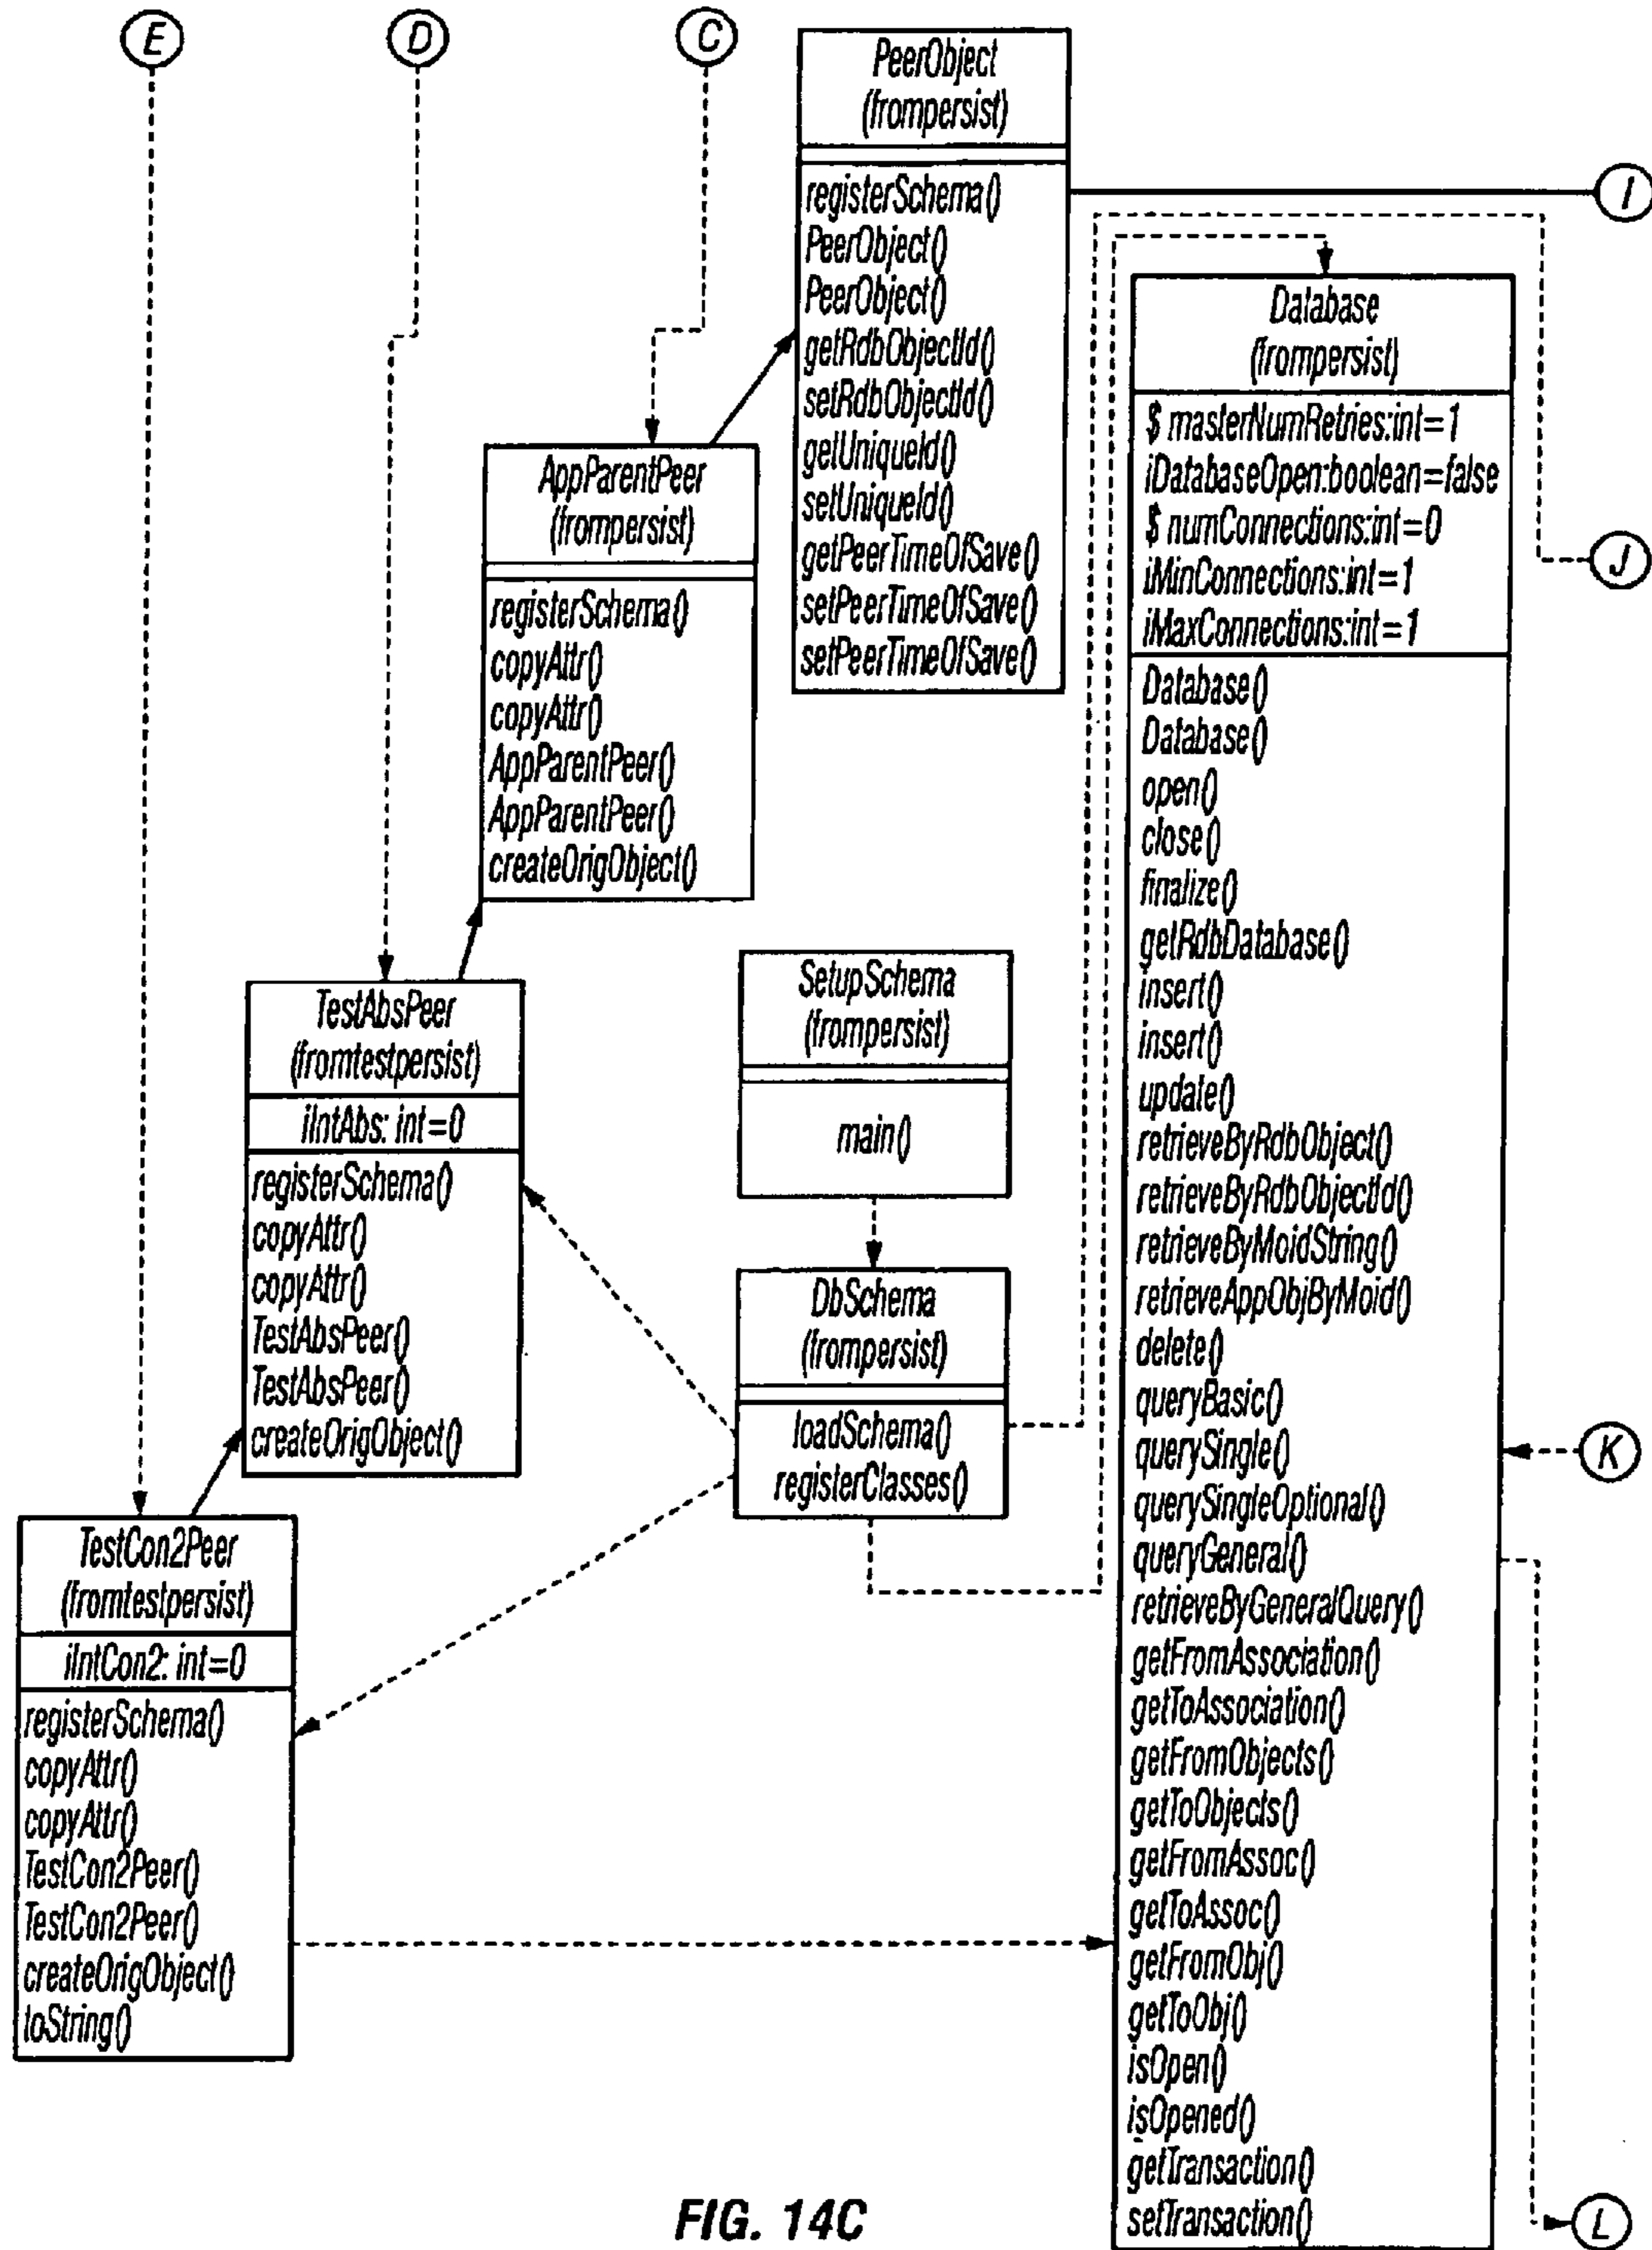 E
D
C
PeerObject
(frompersist)
registerSchema()
PeerObject()
PeerObject()
getRdbObjectId()
setRdbObjectId()
getUniqueId()
setUniqueId()
getPeerTimeOfSave()
setPeerTimeOfSave()
setPeerTimeOfSave()
I
J
Database
(frompersist)
$ masterNumRetries:int=1
iDatabaseOpen:boolean=false
$ numConnections:int=0
iMinConnections:int=1
iMaxConnections:int=1
Database()
Database()
open()
close()
finalize()
getRdbDatabase()
insert()
insert()
update()
retrieveByRdbObject()
retrieveByRdbObjectId()
retrieveByMoidString()
retrieveAppObjByMoid()
delete()
queryBasic()
querySingle()
querySingleOptional()
queryGeneral()
retrieveByGeneralQuery()
getFromAssociation()
getToAssociation()
getFromObjects()
getToObjects()
getFromAssoc()
getToAssoc()
getFromObj()
getToObj()
isOpen()
isOpened()
getTransaction()
setTransaction()
AppParentPeer
(frompersist)
registerSchema()
copyAttr()
copyAttr()
AppParentPeer()
AppParentPeer()
createOrigObject()
SetupSchema
(frompersist)
main()
TestAbsPeer
(fromtestpersist)
iIntAbs: int=0
registerSchema()
copyAttr()
copyAttr()
TestAbsPeer()
TestAbsPeer()
createOrigObject()
DbSchema
(frompersist)
loadSchema()
registerClasses()
K
TestCon2Peer
(fromtestpersist)
iIntCon2: int=0
registerSchema()
copyAttr()
copyAttr()
TestCon2Peer()
TestCon2Peer()
createOrigObject()
toString()
L
FIG. 14C